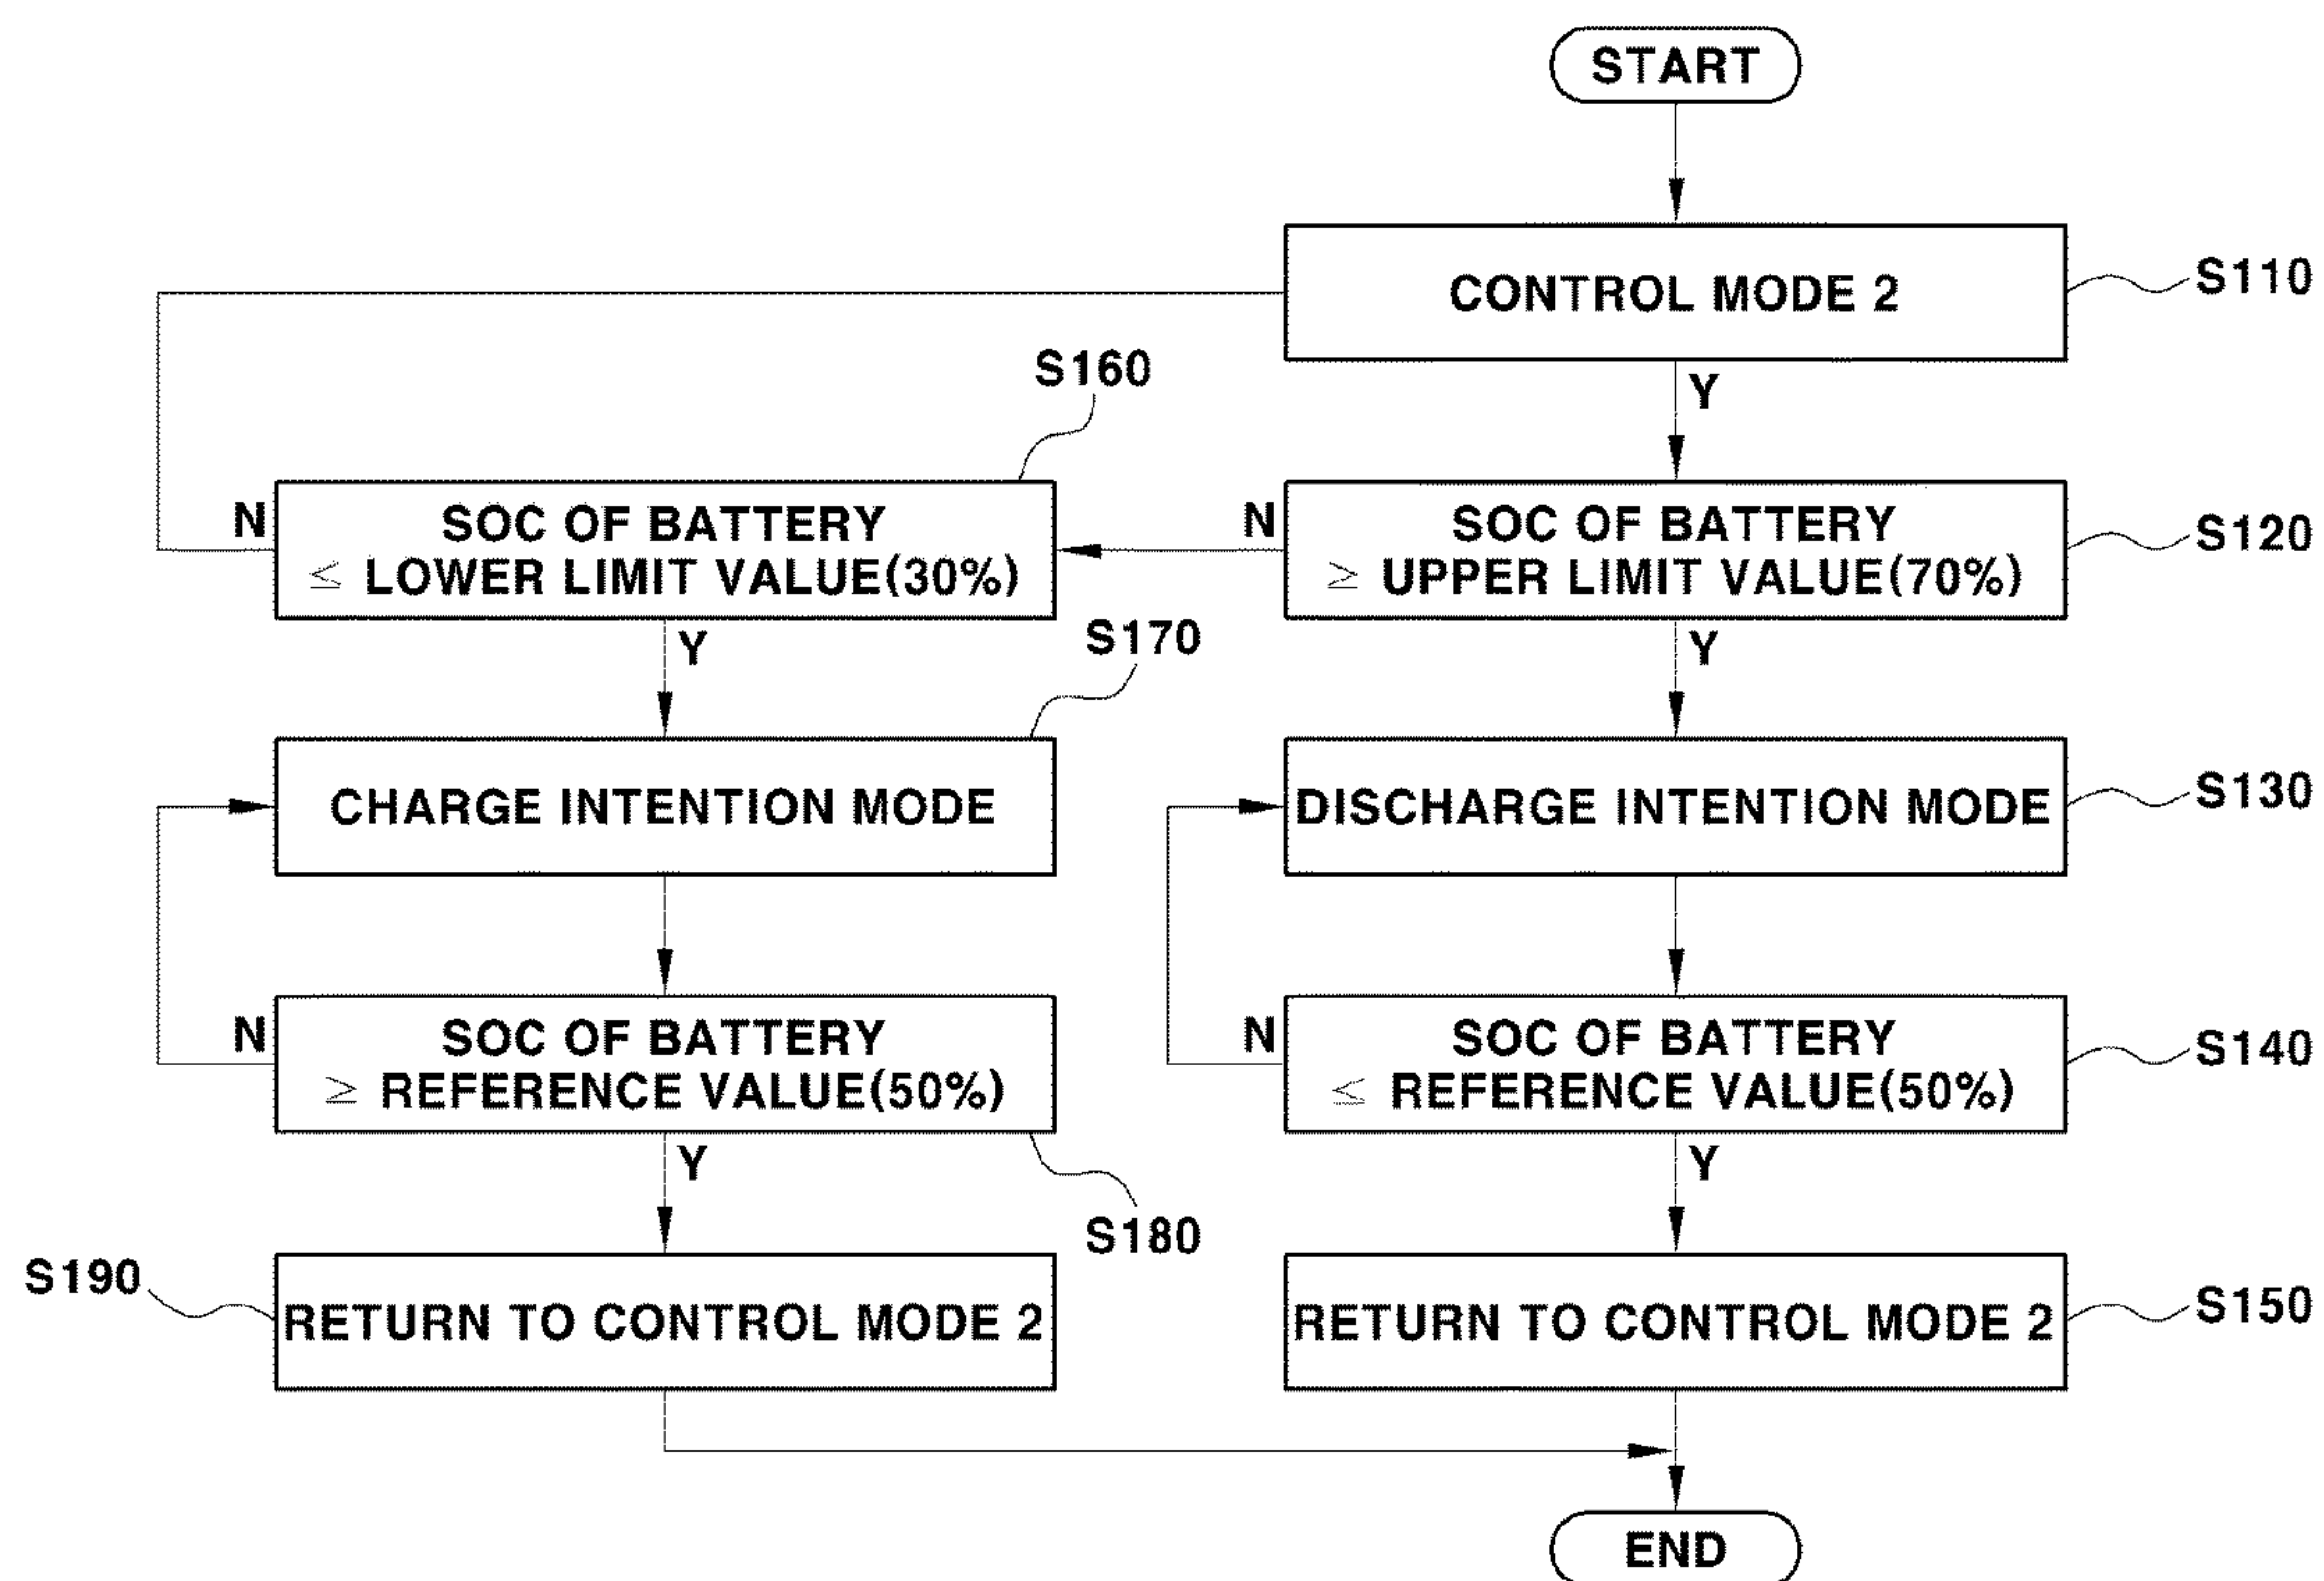 START
CONTROL MODE 2
S110
Y
S160
N
SOC OF BATTERY
≤ LOWER LIMIT VALUE(30%)
N
SOC OF BATTERY
≥ UPPER LIMIT VALUE(70%)
S120
Y
S170
Y
CHARGE INTENTION MODE
DISCHARGE INTENTION MODE
S130
N
SOC OF BATTERY
≥ REFERENCE VALUE(50%)
N
SOC OF BATTERY
≤ REFERENCE VALUE(50%)
S140
Y
S180
Y
S190
RETURN TO CONTROL MODE 2
RETURN TO CONTROL MODE 2
S150
END